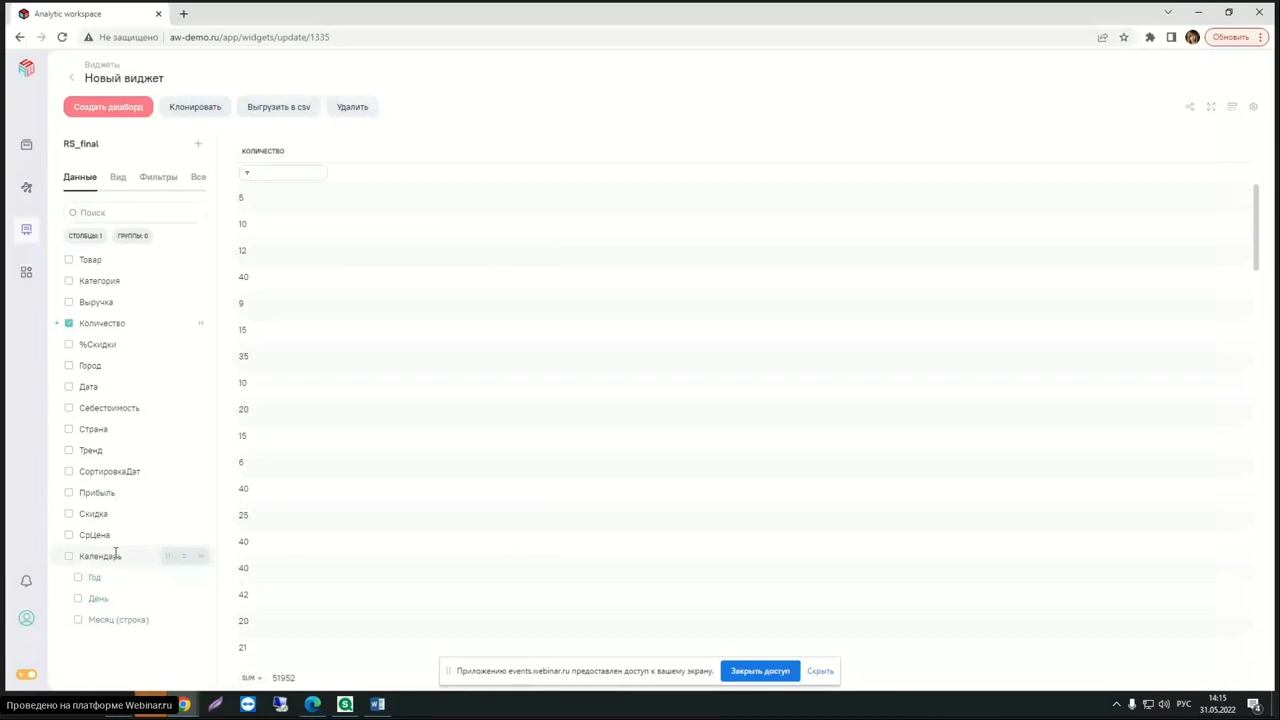 Analytic workspace
Не защищено
aw-demo.ru/app/widgets/update/1335
Обновить
Виджеты
Новый виджет
Создать дашборд
Клонировать
Выгрузить в csv
Удалить
RS_final
Данные
Вид
Фильтры
Все
Поиск
СТОЛБЦЫ: 1
ГРУППЫ: 0
Товар
Категория
Выручка
Количество
%Скидки
Город
Дата
Себестоимость
Страна
Тренд
СортировкаДат
Прибыль
Скидка
СрЦена
Календарь
Год
День
Месяц (строка)
КОЛИЧЕСТВО
5
10
12
40
9
15
35
10
20
15
6
40
25
40
40
42
20
21
SUM
51952
Приложению events.webinar.ru предоставлен доступ к вашему экрану.
Закрыть доступ
Скрыть
Проведено на платформе Webinar.ru
РУС
14:15
31.05.2022
4